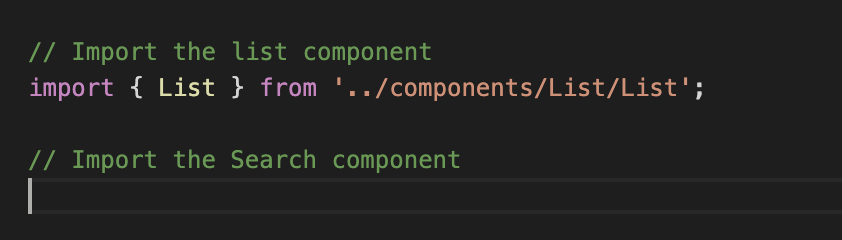 // Import the list component
import { List } from '../components/List/List';
// Import the Search component